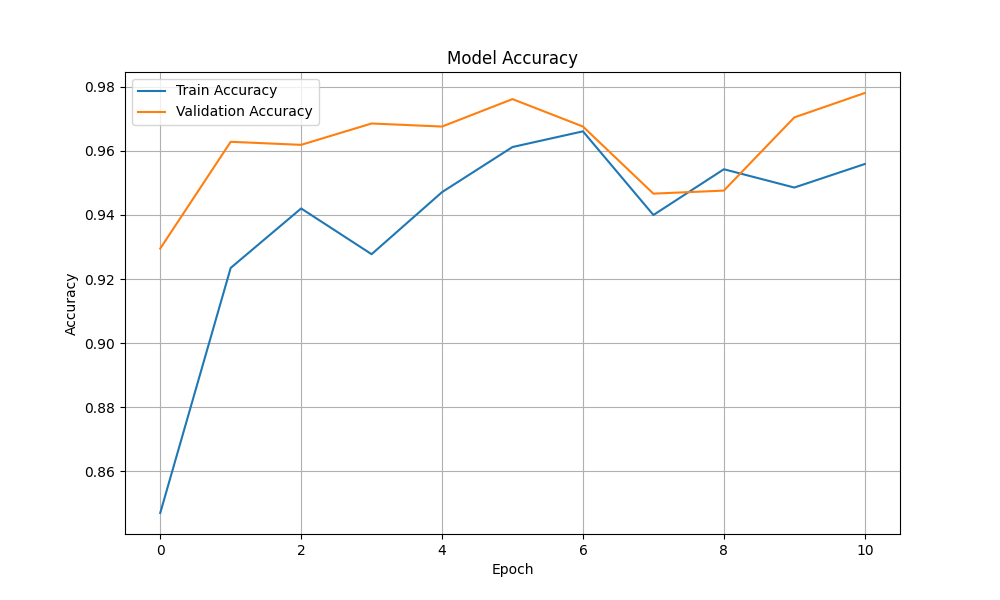 Model Accuracy
Train Accuracy
Validation Accuracy
0.98
0.96
0.94
0.92
0.90
0.88
0.86
Accuracy
0 2 4 6 8 10
Epoch